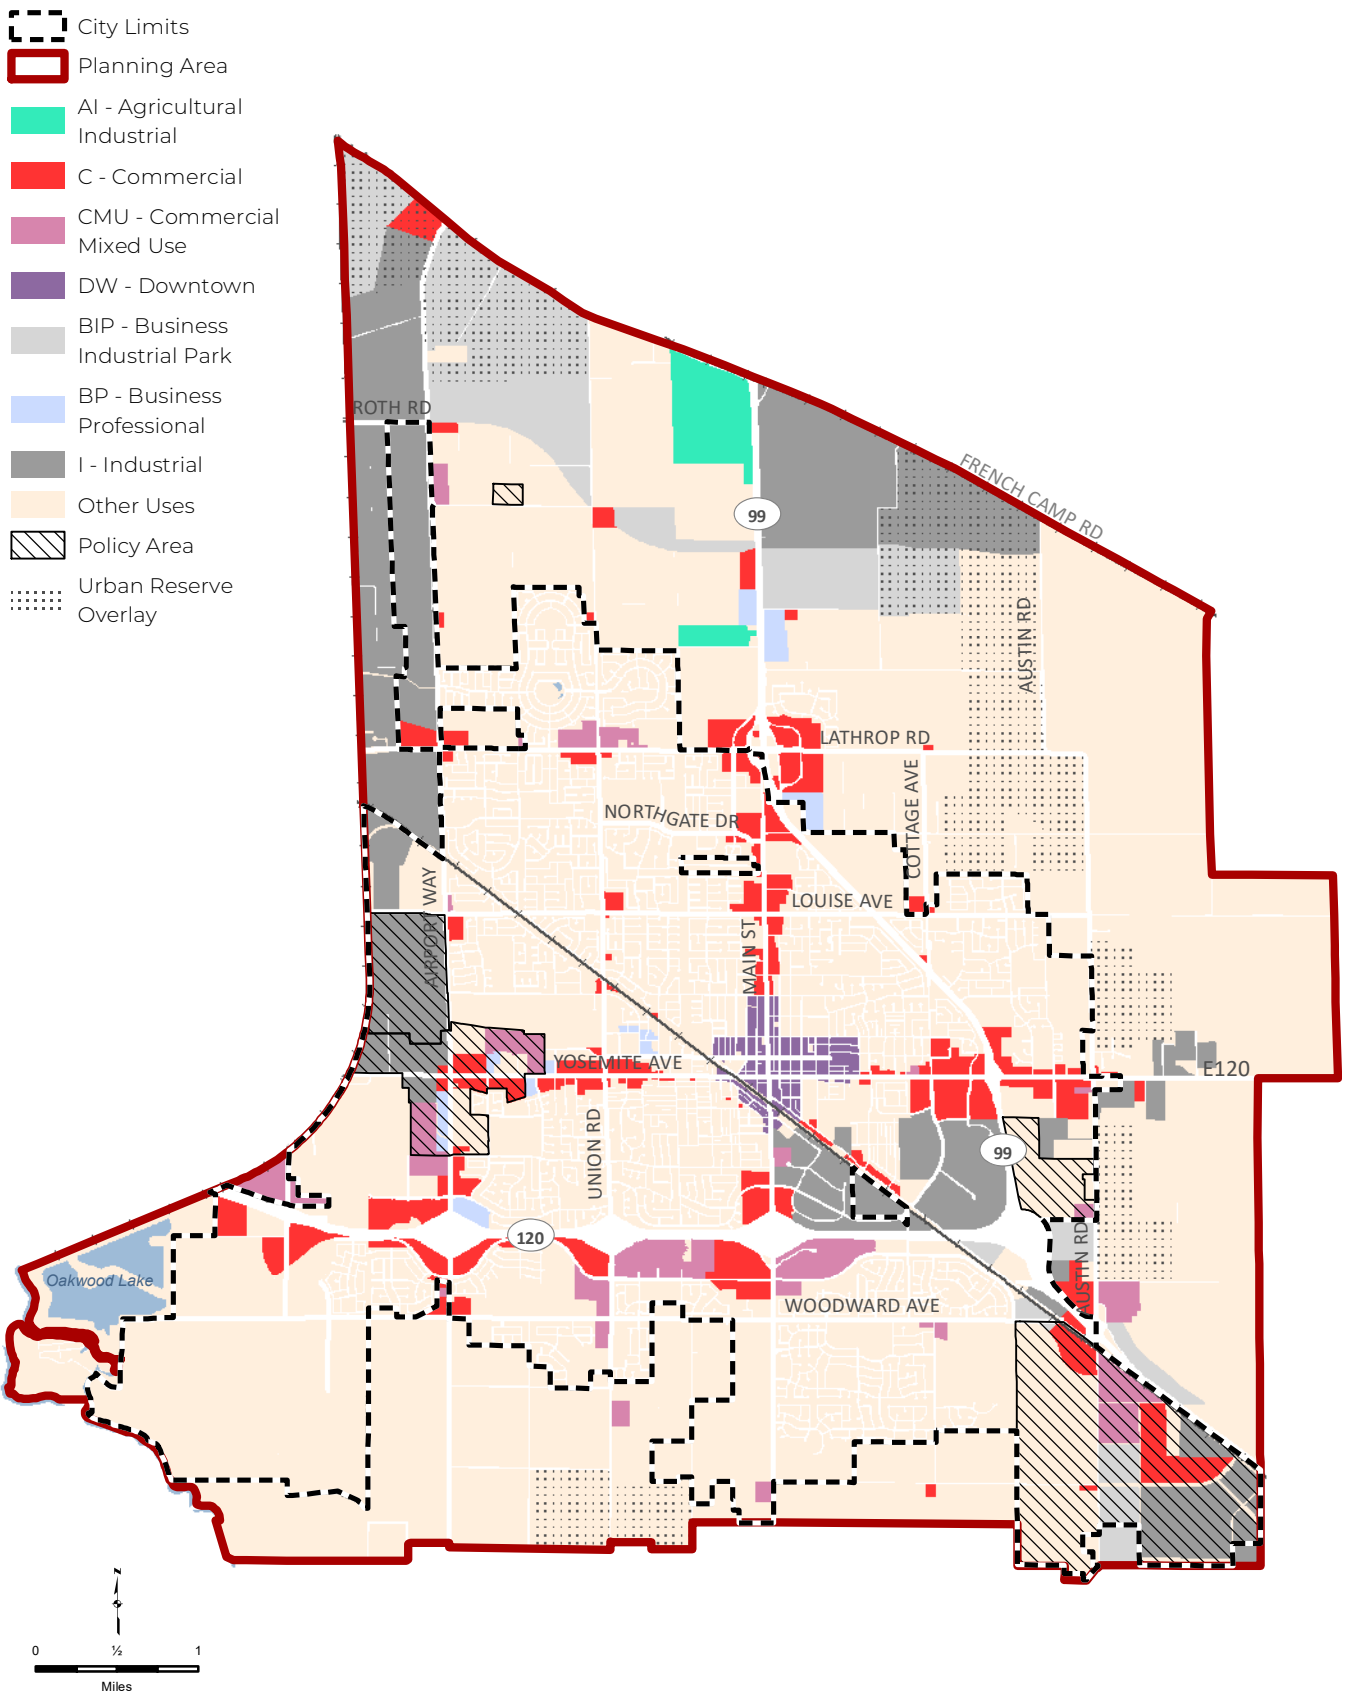 City Limits
Planning Area
AI - Agricultural
Industrial
C - Commercial
CMU - Commercial
Mixed Use
DW - Downtown
BIP - Business
Industrial Park
BP - Business
Professional
I - Industrial
Other Uses
Policy Area
Urban Reserve
Overlay
ROTH RD
FRENCH CAMP RD
99
AUSTIN RD
LATHROP RD
COTTAGE AVE
NORTHGATE DR
AIRPORT WAY
LOUISE AVE
MAIN ST
YOSEMITE AVE
E120
UNION RD
99
120
AUSTIN RD
Oakwood Lake
WOODWARD AVE
N
0 ½ 1
Miles